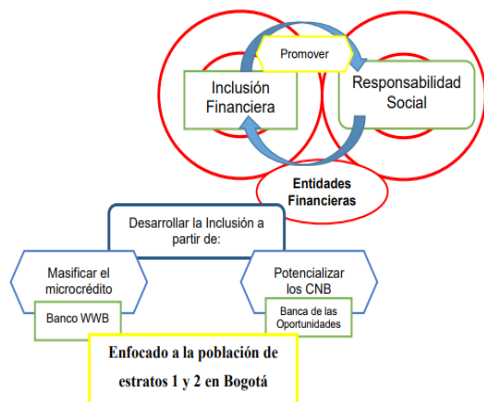 Promover
Inclusión
Financiera
Responsabilidad
Social
Entidades
Financieras
Desarrollar la Inclusión a
partir de:
Masificar el
microcrédito
Potencializar
los CNB
Banco WWB
Banca de las
Oportunidades
Enfocado a la población de
estratos 1 y 2 en Bogotá